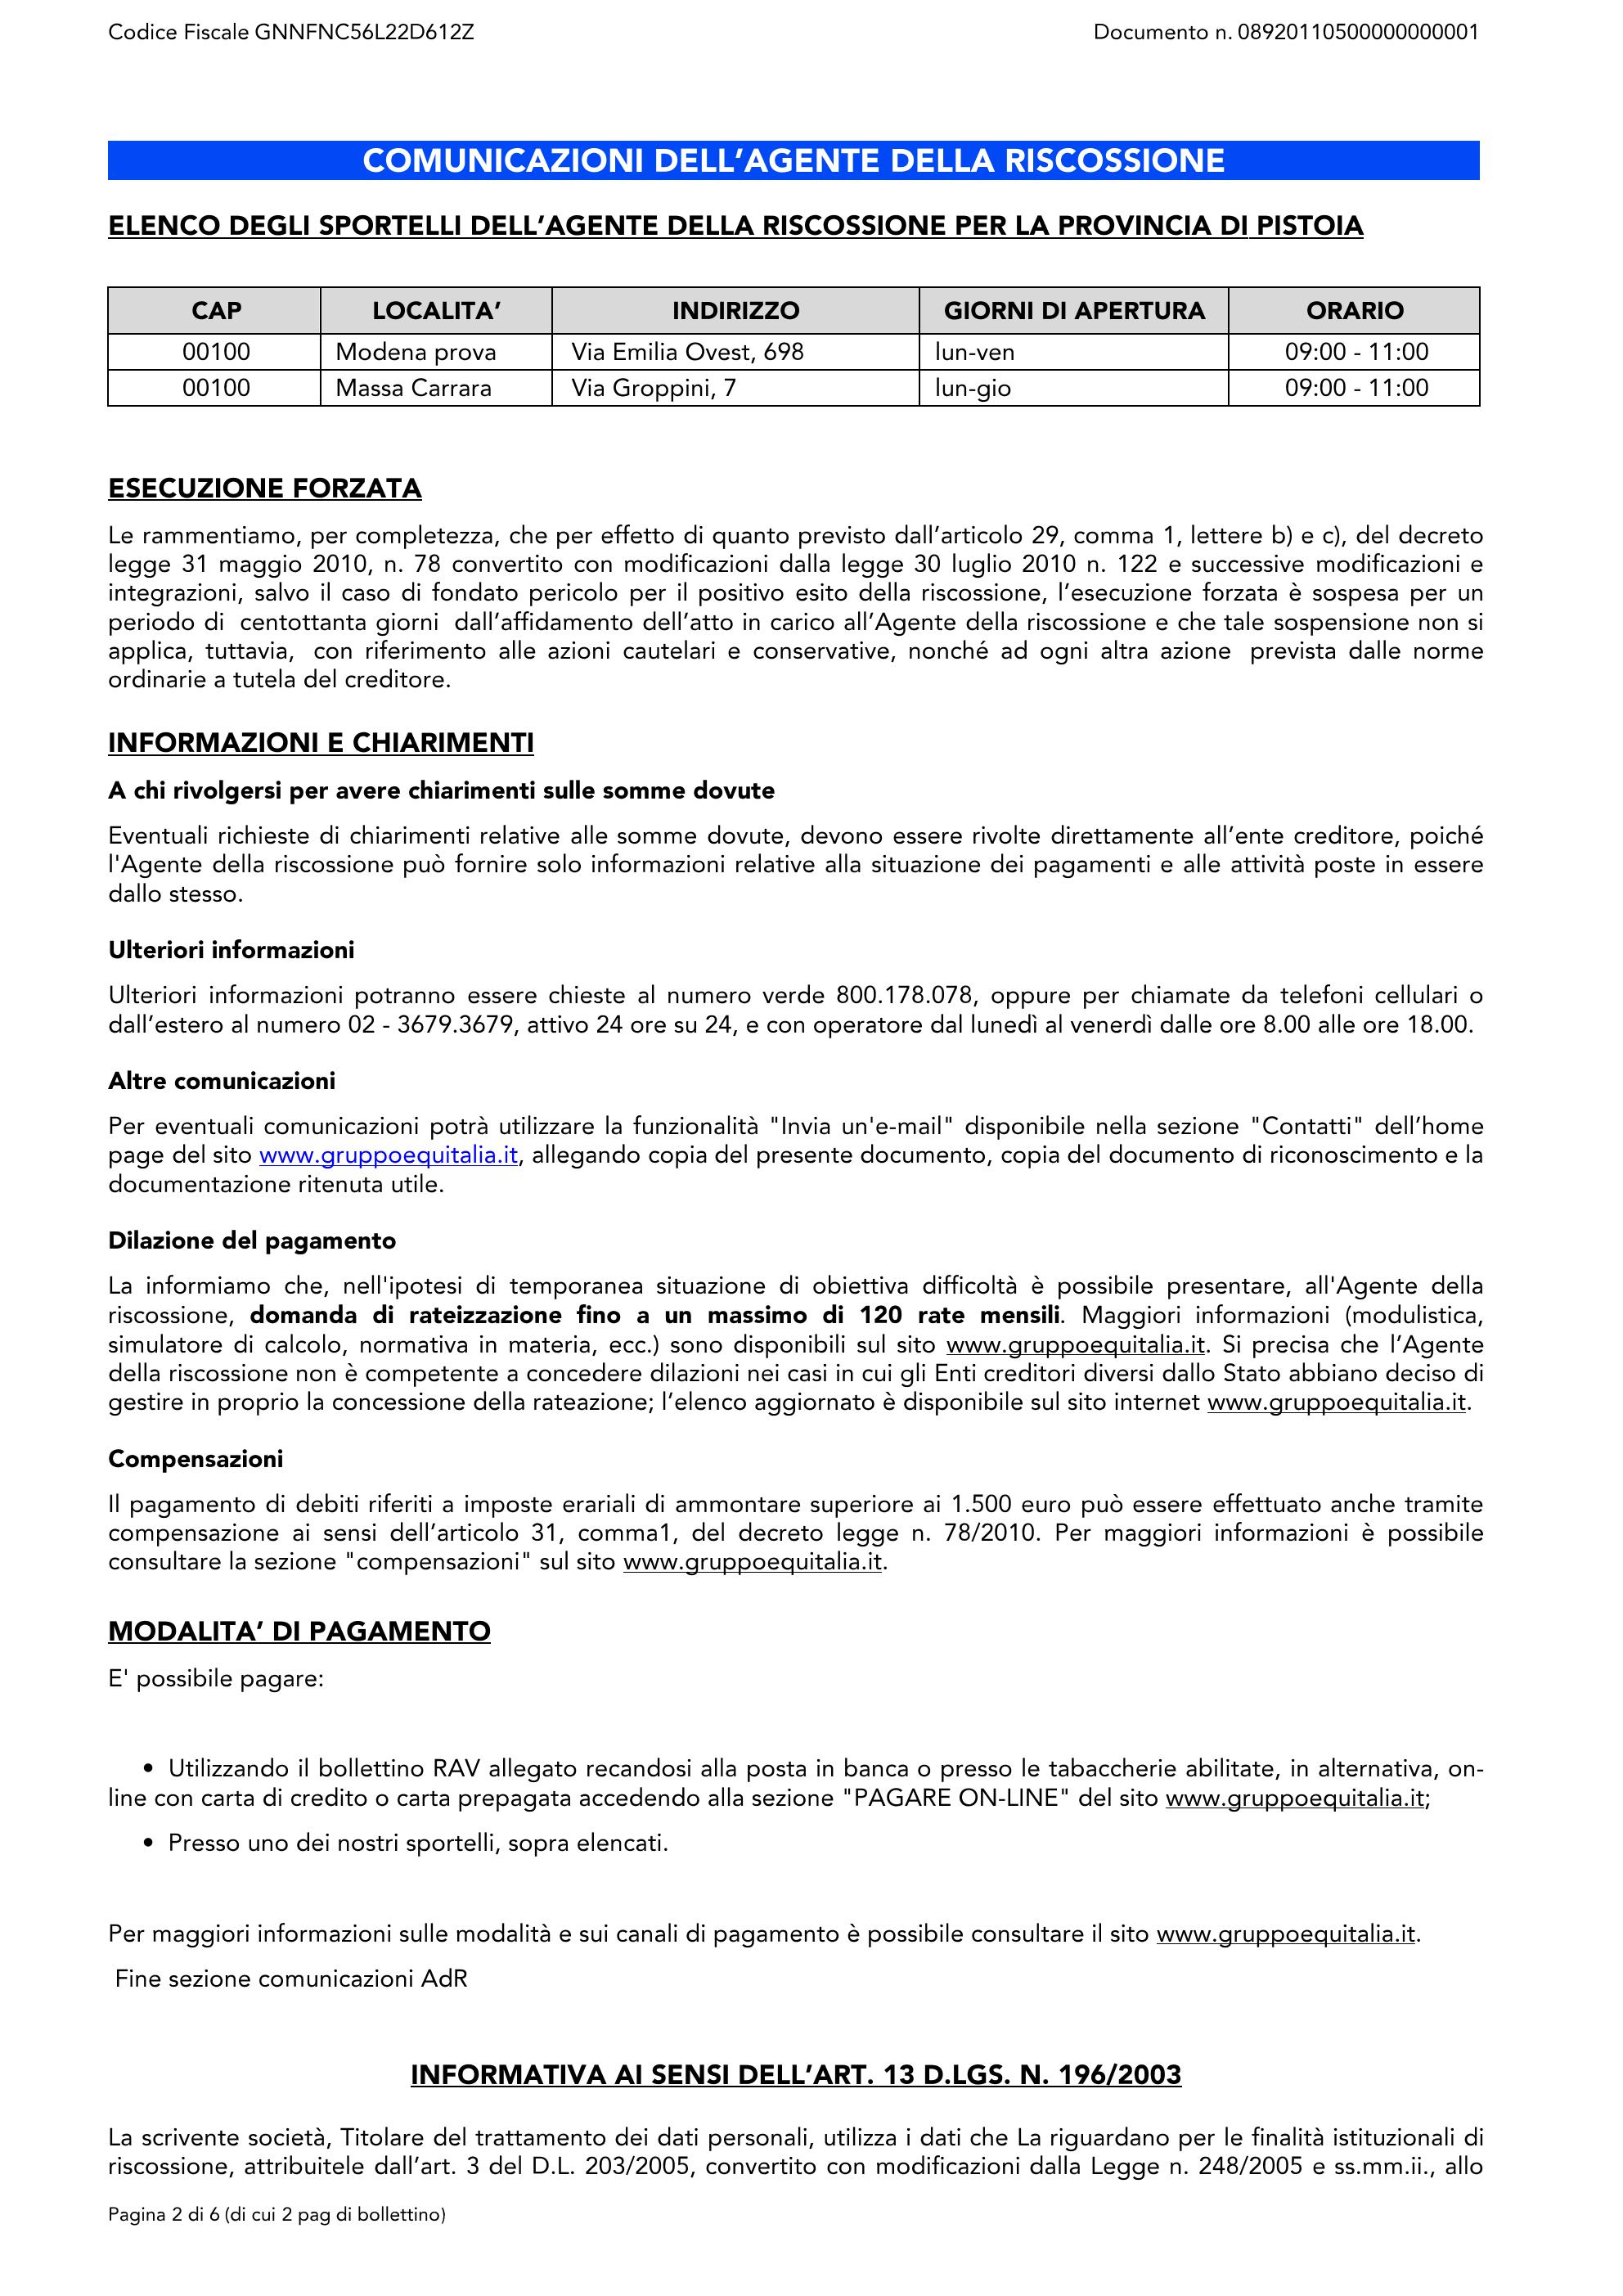 Codice Fiscale GNNFNC56L22D612Z Documento n. 08920110500000000001
COMUNICAZIONI DELL’AGENTE DELLA RISCOSSIONE
ELENCO DEGLI SPORTELLI DELL’AGENTE DELLA RISCOSSIONE PER LA PROVINCIA DI PISTOIA
CAP LOCALITA’ INDIRIZZO GIORNI DI APERTURA ORARIO
00100 Modena prova Via Emilia Ovest, 698 lun-ven 09:00 - 11:00
00100 Massa Carrara Via Groppini, 7 lun-gio 09:00 - 11:00
ESECUZIONE FORZATA
Le rammentiamo, per completezza, che per effetto di quanto previsto dall’articolo 29, comma 1, lettere b) e c), del decreto
legge 31 maggio 2010, n. 78 convertito con modificazioni dalla legge 30 luglio 2010 n. 122 e successive modificazioni e
integrazioni, salvo il caso di fondato pericolo per il positivo esito della riscossione, l’esecuzione forzata è sospesa per un
periodo di centottanta giorni dall’affidamento dell’atto in carico all’Agente della riscossione e che tale sospensione non si
applica, tuttavia, con riferimento alle azioni cautelari e conservative, nonché ad ogni altra azione prevista dalle norme
ordinarie a tutela del creditore.
INFORMAZIONI E CHIARIMENTI
A chi rivolgersi per avere chiarimenti sulle somme dovute
Eventuali richieste di chiarimenti relative alle somme dovute, devono essere rivolte direttamente all’ente creditore, poiché
l'Agente della riscossione può fornire solo informazioni relative alla situazione dei pagamenti e alle attività poste in essere
dallo stesso.
Ulteriori informazioni
Ulteriori informazioni potranno essere chieste al numero verde 800.178.078, oppure per chiamate da telefoni cellulari o
dall’estero al numero 02 - 3679.3679, attivo 24 ore su 24, e con operatore dal lunedì al venerdì dalle ore 8.00 alle ore 18.00.
Altre comunicazioni
Per eventuali comunicazioni potrà utilizzare la funzionalità "Invia un'e-mail" disponibile nella sezione "Contatti" dell’home
page del sito www.gruppoequitalia.it, allegando copia del presente documento, copia del documento di riconoscimento e la
documentazione ritenuta utile.
Dilazione del pagamento
La informiamo che, nell'ipotesi di temporanea situazione di obiettiva difficoltà è possibile presentare, all'Agente della
riscossione, domanda di rateizzazione fino a un massimo di 120 rate mensili. Maggiori informazioni (modulistica,
simulatore di calcolo, normativa in materia, ecc.) sono disponibili sul sito www.gruppoequitalia.it. Si precisa che l’Agente
della riscossione non è competente a concedere dilazioni nei casi in cui gli Enti creditori diversi dallo Stato abbiano deciso di
gestire in proprio la concessione della rateazione; l’elenco aggiornato è disponibile sul sito internet www.gruppoequitalia.it.
Compensazioni
Il pagamento di debiti riferiti a imposte erariali di ammontare superiore ai 1.500 euro può essere effettuato anche tramite
compensazione ai sensi dell’articolo 31, comma1, del decreto legge n. 78/2010. Per maggiori informazioni è possibile
consultare la sezione "compensazioni" sul sito www.gruppoequitalia.it.
MODALITA’ DI PAGAMENTO
E' possibile pagare:
• Utilizzando il bollettino RAV allegato recandosi alla posta in banca o presso le tabaccherie abilitate, in alternativa, on-
line con carta di credito o carta prepagata accedendo alla sezione "PAGARE ON-LINE" del sito www.gruppoequitalia.it;
• Presso uno dei nostri sportelli, sopra elencati.
Per maggiori informazioni sulle modalità e sui canali di pagamento è possibile consultare il sito www.gruppoequitalia.it.
Fine sezione comunicazioni AdR
INFORMATIVA AI SENSI DELL’ART. 13 D.LGS. N. 196/2003
La scrivente società, Titolare del trattamento dei dati personali, utilizza i dati che La riguardano per le finalità istituzionali di
riscossione, attribuitele dall’art. 3 del D.L. 203/2005, convertito con modificazioni dalla Legge n. 248/2005 e ss.mm.ii., allo
Pagina 2 di 6 (di cui 2 pag di bollettino)